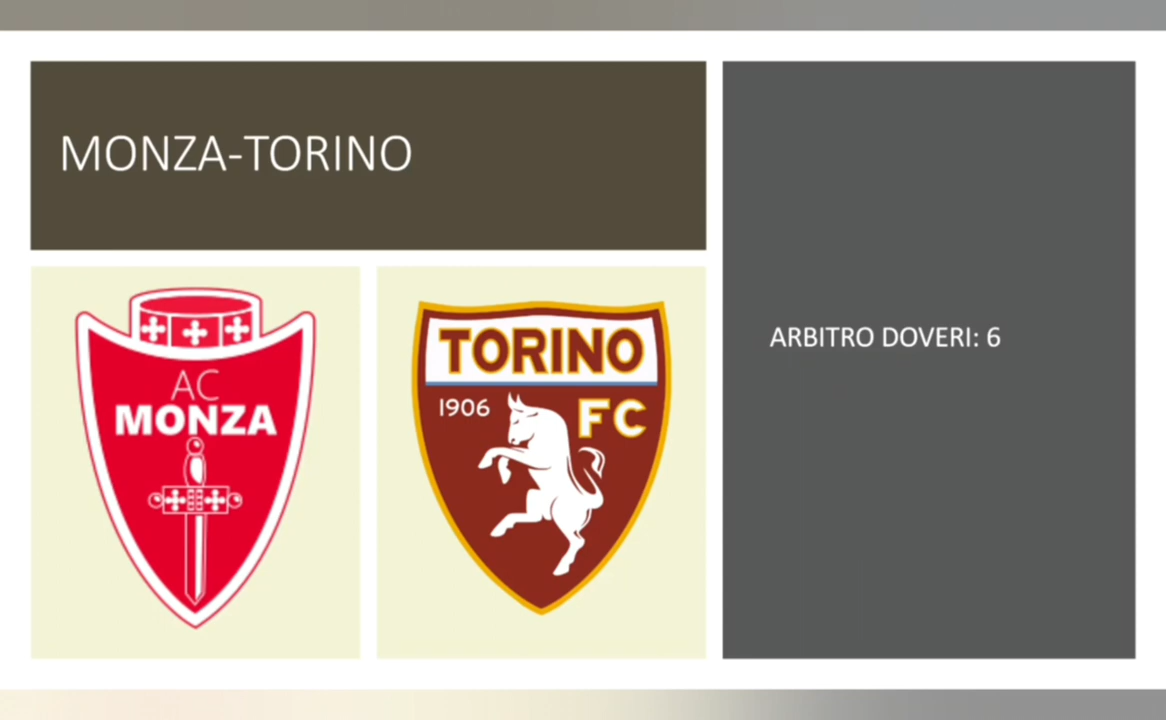 MONZA-TORINO
AC
MONZA
TORINO
1906
FC
ARBITRO DOVERI: 6